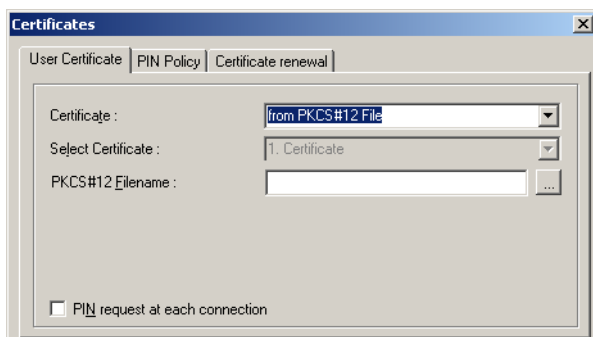 Certificates
User Certificate PIN Policy Certificate renewal
Certificate : from PKCS#12 File
Select Certificate : 1. Certificate
PKCS#12 Filename : ...
PIN request at each connection